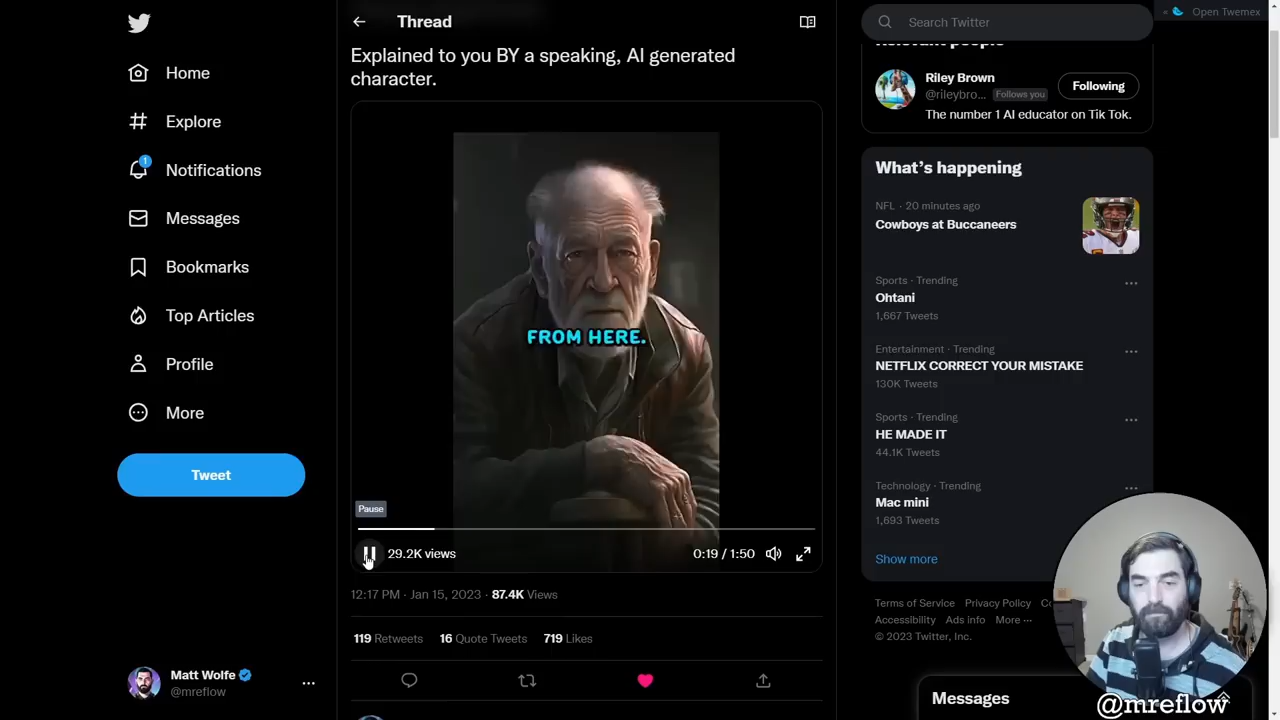 Home
Explore
1
Notifications
Messages
Bookmarks
Top Articles
Profile
More
Tweet
Matt Wolfe
@mreflow
Thread
Explained to you BY a speaking, AI generated
character.
FROM HERE.
Pause
29.2K views
0:19 / 1:50
12:17 PM · Jan 15, 2023 · 87.4K Views
119 Retweets 16 Quote Tweets 719 Likes
Search Twitter
Open Twemex
Relevant people
Riley Brown
@rileybro... Follows you
Following
The number 1 AI educator on Tik Tok.
What's happening
NFL · 20 minutes ago
Cowboys at Buccaneers
Sports · Trending
Ohtani
1,667 Tweets
Entertainment · Trending
NETFLIX CORRECT YOUR MISTAKE
130K Tweets
Sports · Trending
HE MADE IT
44.1K Tweets
Technology · Trending
Mac mini
1,693 Tweets
Show more
Terms of Service Privacy Policy
Accessibility Ads info More ···
© 2023 Twitter, Inc.
Messages
@mreflow